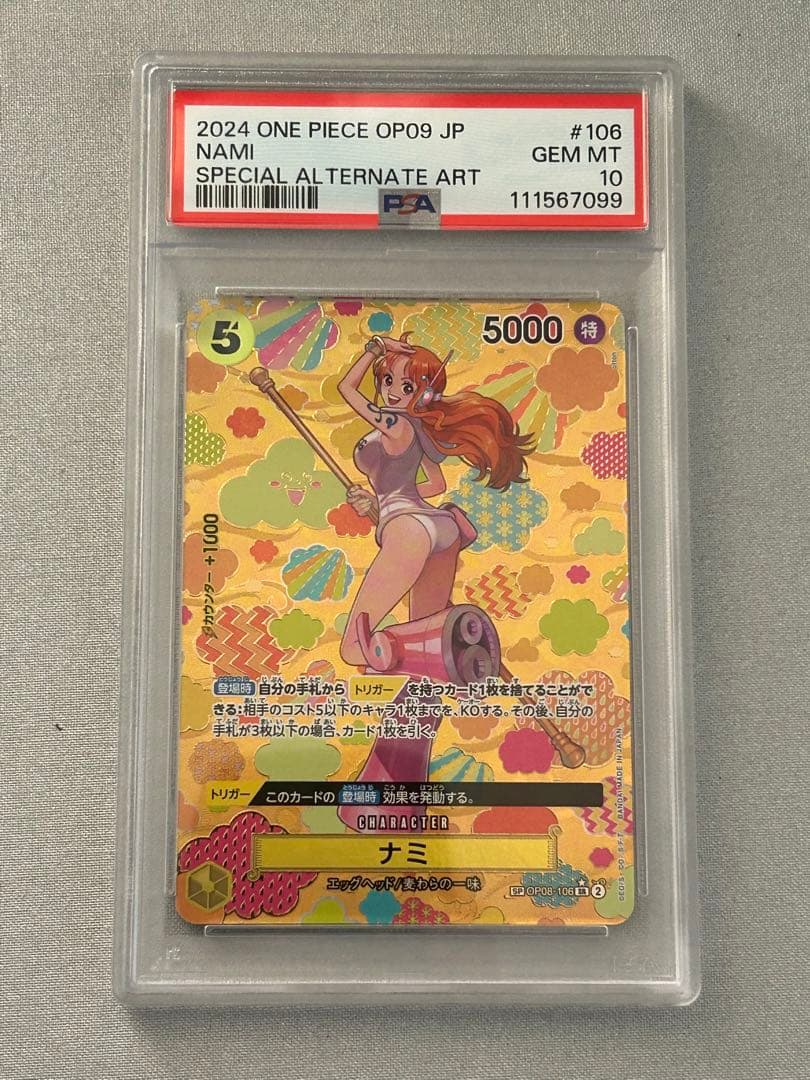 2024 ONE PIECE OP09 JP #106
NAMI GEM MT
SPECIAL ALTERNATE ART 10
PSA 111567099
5 5000 特
カウンター +1000
登場時 自分の手札から トリガー を持つカード1枚を捨てることがで
きる:相手のコスト5以下のキャラ1枚までを、KOする。その後、自分の
手札が3枚以下の場合、カード1枚を引く。
トリガー このカードの 登場時 効果を発動する。
CHARACTER
ナミ
エッグヘッド/麦わらの一味
SP OP08-106 SR 2
©E.O./S., CO., S.F.T BANDAI MADE IN JAPAN